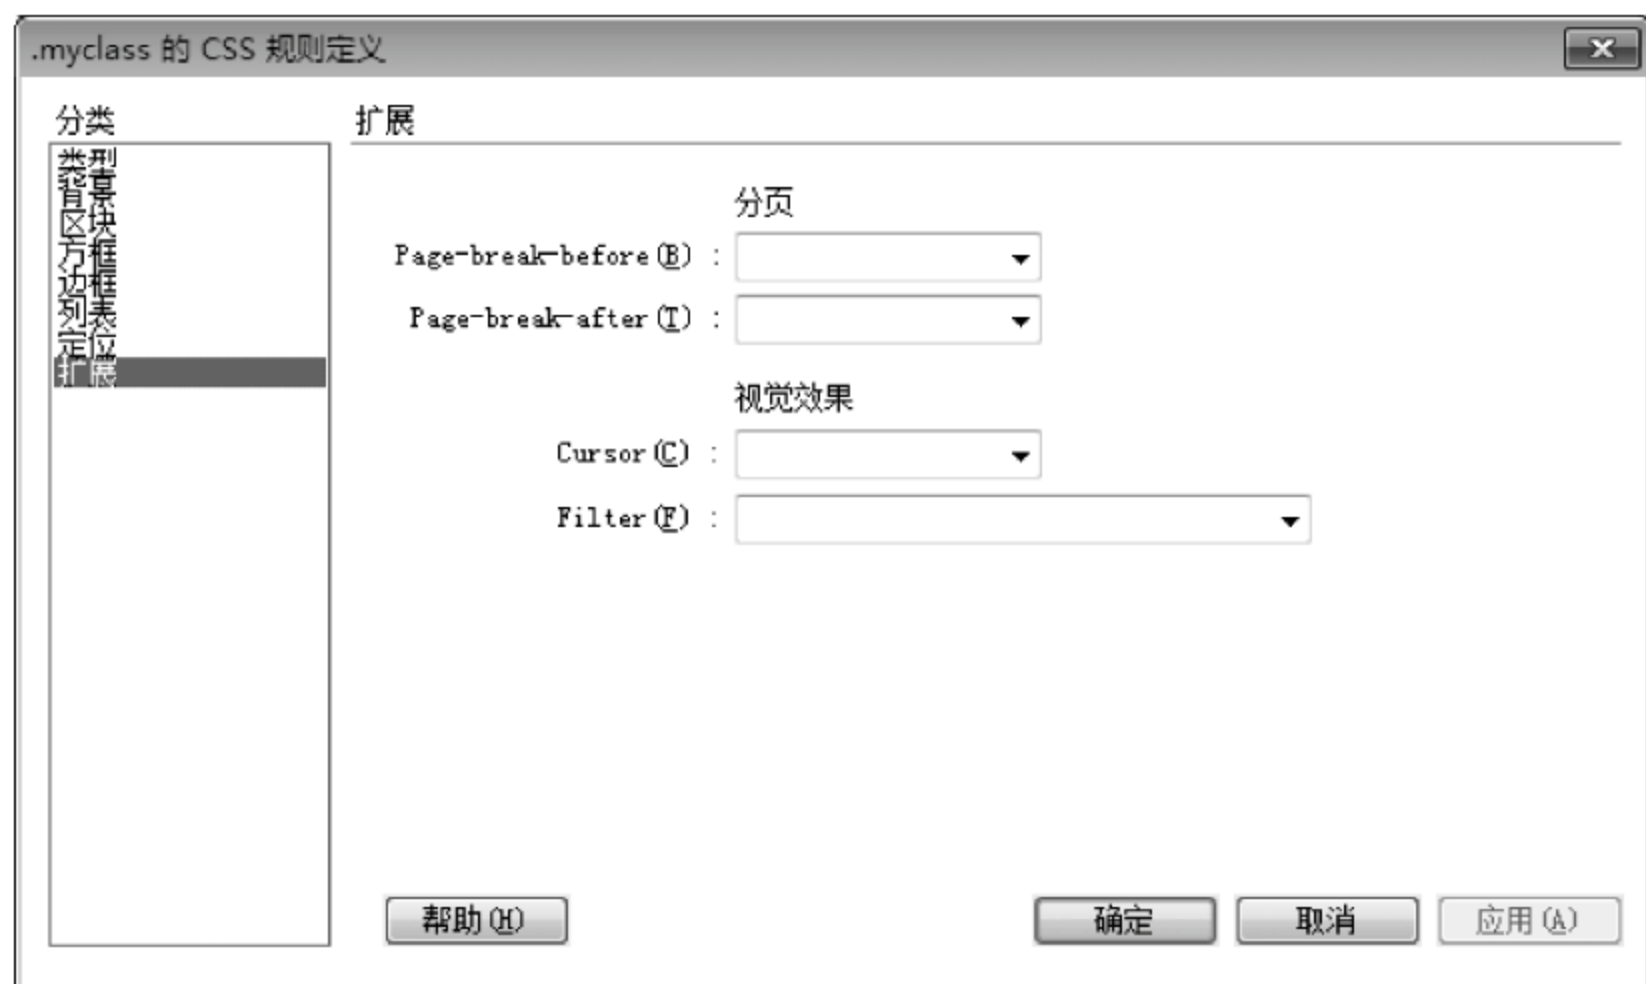 .myclass 的 CSS 规则定义
分类
类型
背景
区块
方框
边框
列表
定位
扩展
扩展
分页
Page-break-before(B) :
Page-break-after(T) :
视觉效果
Cursor(C) :
Filter(F) :
帮助(H)
确定
取消
应用(A)